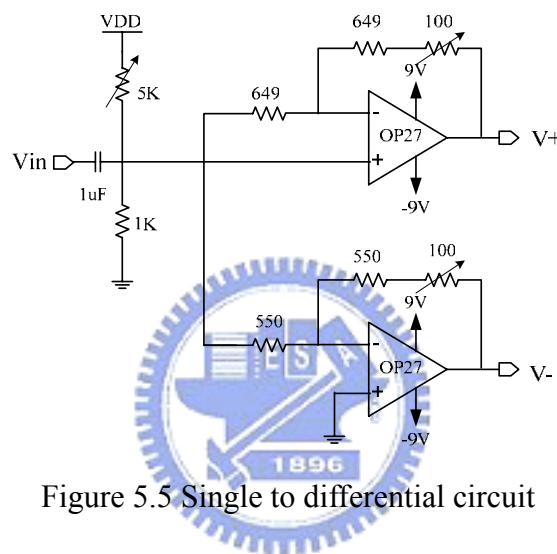 VDD
5K
Vin
1uF
1K
649
649
100
9V
-
OP27
+
V+
-9V
550
550
100
9V
-
OP27
+
V-
-9V
E S A
1896
Figure 5.5 Single to differential circuit